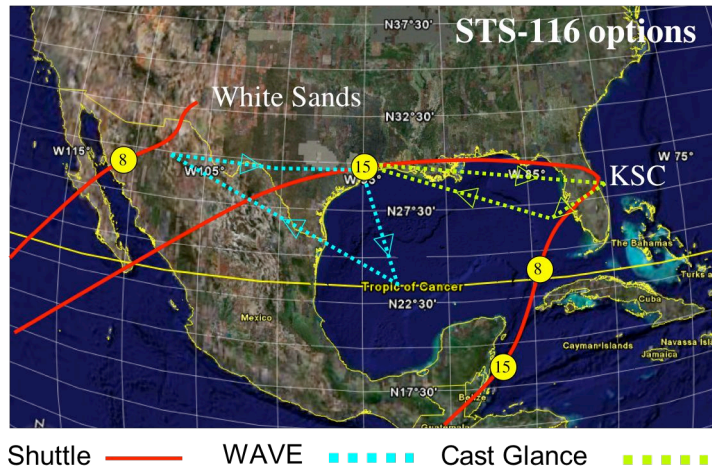 STS-116 options
N37°30'
White Sands
N32°30'
W115°
8
W105°
15
W 85°
W 75°
KSC
N27°30'
The Bahamas
8
Tropic of Cancer
Turks a
N22°30'
Cuba
Mexico
Cayman Islands
Navassa Isl
Jamaica
15
N17°30'
Belize
Guatemala
Shuttle WAVE Cast Glance